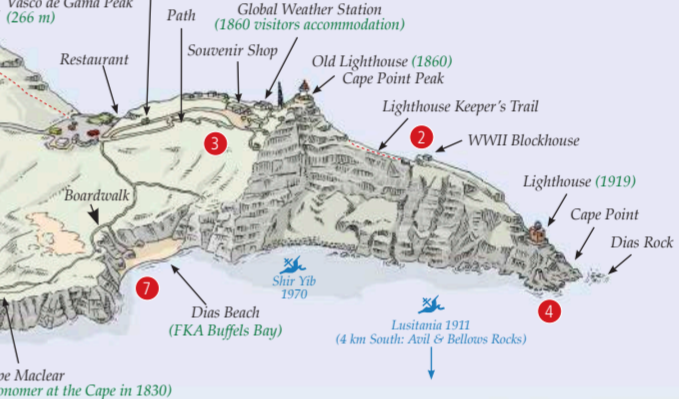 Vasco de Gama Peak
(266 m)
Path
Global Weather Station
(1860 visitors accommodation)
Restaurant
Souvenir Shop
Old Lighthouse (1860)
Cape Point Peak
Lighthouse Keeper's Trail
2
WWII Blockhouse
3
Lighthouse (1919)
Boardwalk
Cape Point
Dias Rock
Shir Yib
1970
7
Dias Beach
(FKA Buffels Bay)
Lusitania 1911
(4 km South: Avil & Bellows Rocks)
4
pe Maclear
onomer at the Cape in 1830)